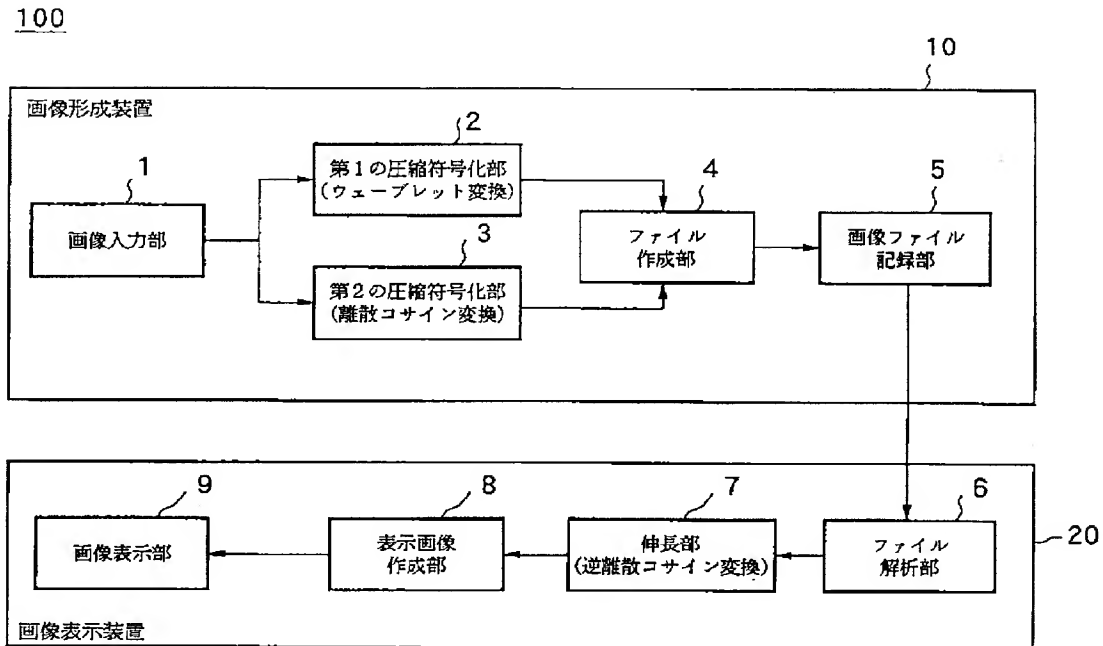 100
10
画像形成装置
1
画像入力部
2
第1の圧縮符号化部
(ウェーブレット変換)
3
第2の圧縮符号化部
(離散コサイン変換)
4
ファイル
作成部
5
画像ファイル
記録部
9
画像表示部
8
表示画像
作成部
7
伸長部
(逆離散コサイン変換)
6
ファイル
解析部
20
画像表示装置